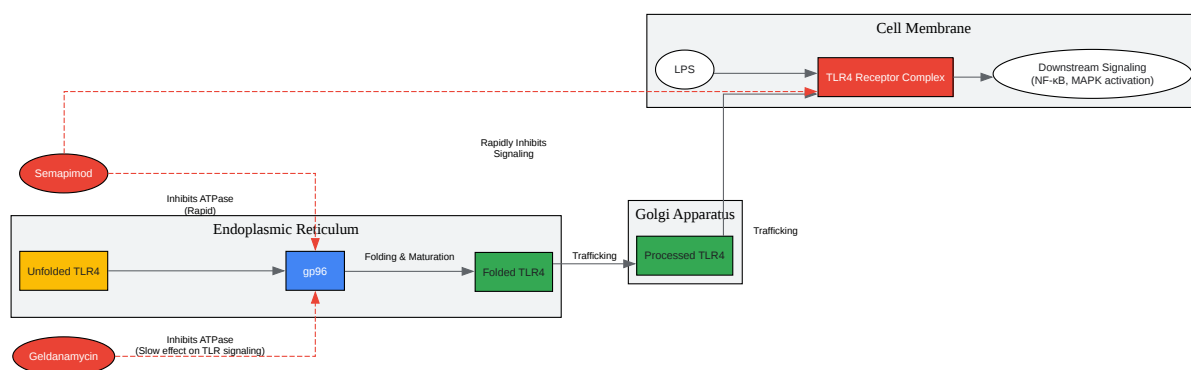 Cell Membrane
LPS
TLR4 Receptor Complex
Downstream Signaling
(NF-κB, MAPK activation)
Rapidly Inhibits
Signaling
Semapimod
Inhibits ATPase
(Rapid)
Endoplasmic Reticulum
Unfolded TLR4
gp96
Folding & Maturation
Folded TLR4
Trafficking
Golgi Apparatus
Processed TLR4
Trafficking
Geldanamycin
Inhibits ATPase
(Slow effect on TLR signaling)